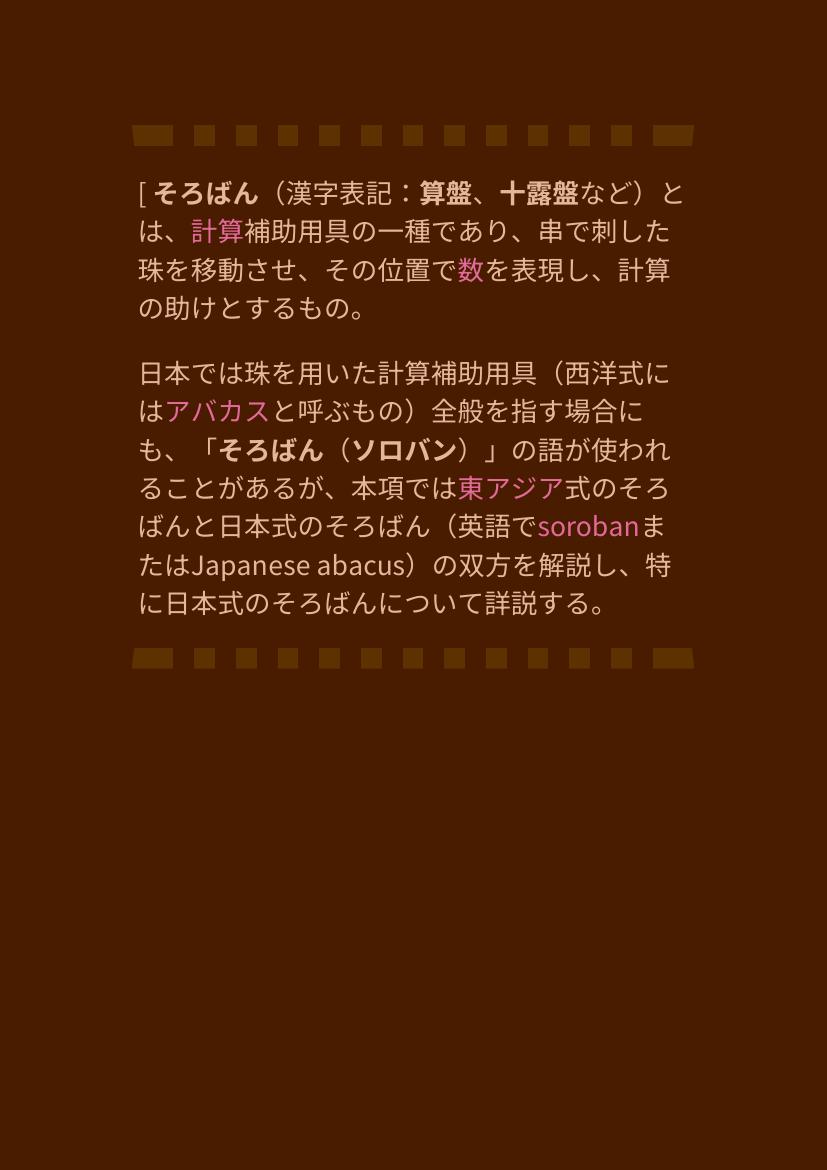 [ そろばん（漢字表記：算盤、十露盤など）と
は、計算補助用具の一種であり、串で刺した
珠を移動させ、その位置で数を表現し、計算
の助けとするもの。
日本では珠を用いた計算補助用具（西洋式に
はアバカスと呼ぶもの）全般を指す場合に
も、「そろばん（ソロバン）」の語が使われ
ることがあるが、本項では東アジア式のそろ
ばんと日本式のそろばん（英語でsorobanま
たはJapanese abacus）の双方を解説し、特
に日本式のそろばんについて詳説する。